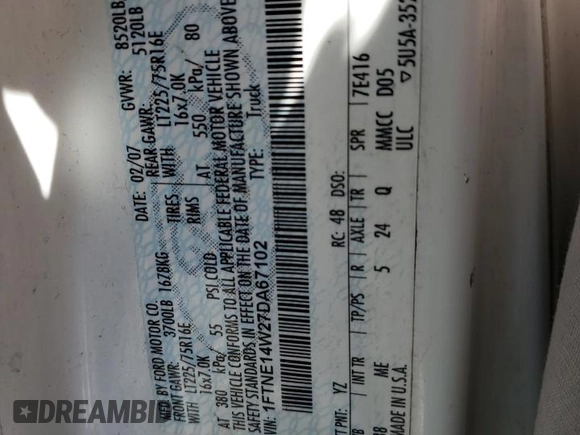 MFD BY FORD MOTOR CO.
DATE: 02/07 GVWR: 8520LB
FRONT GAWR: 3700LB 1678KG REAR GAWR: 5120LB
WITH LT225/75R16E TIRES WITH LT225/75R16E
16x7.0K RIMS 16x7.0K
AT 380 kPa/ 55 PSI COLD AT 550 kPa/ 80
THIS VEHICLE CONFORMS TO ALL APPLICABLE FEDERAL MOTOR VEHICLE
SAFETY STANDARDS IN EFFECT ON THE DATE OF MANUFACTURE SHOWN ABOVE
VIN: 1FTNE14W27DA67102 TYPE: Truck
PNT: YZ RC: 48 DSO:
INT TR TP/PS R AXLE TR SPR 7E416
ME 5 24 Q MMCC D05
MADE IN U.S.A. ULC ▽5U5A-352
DREAMBID